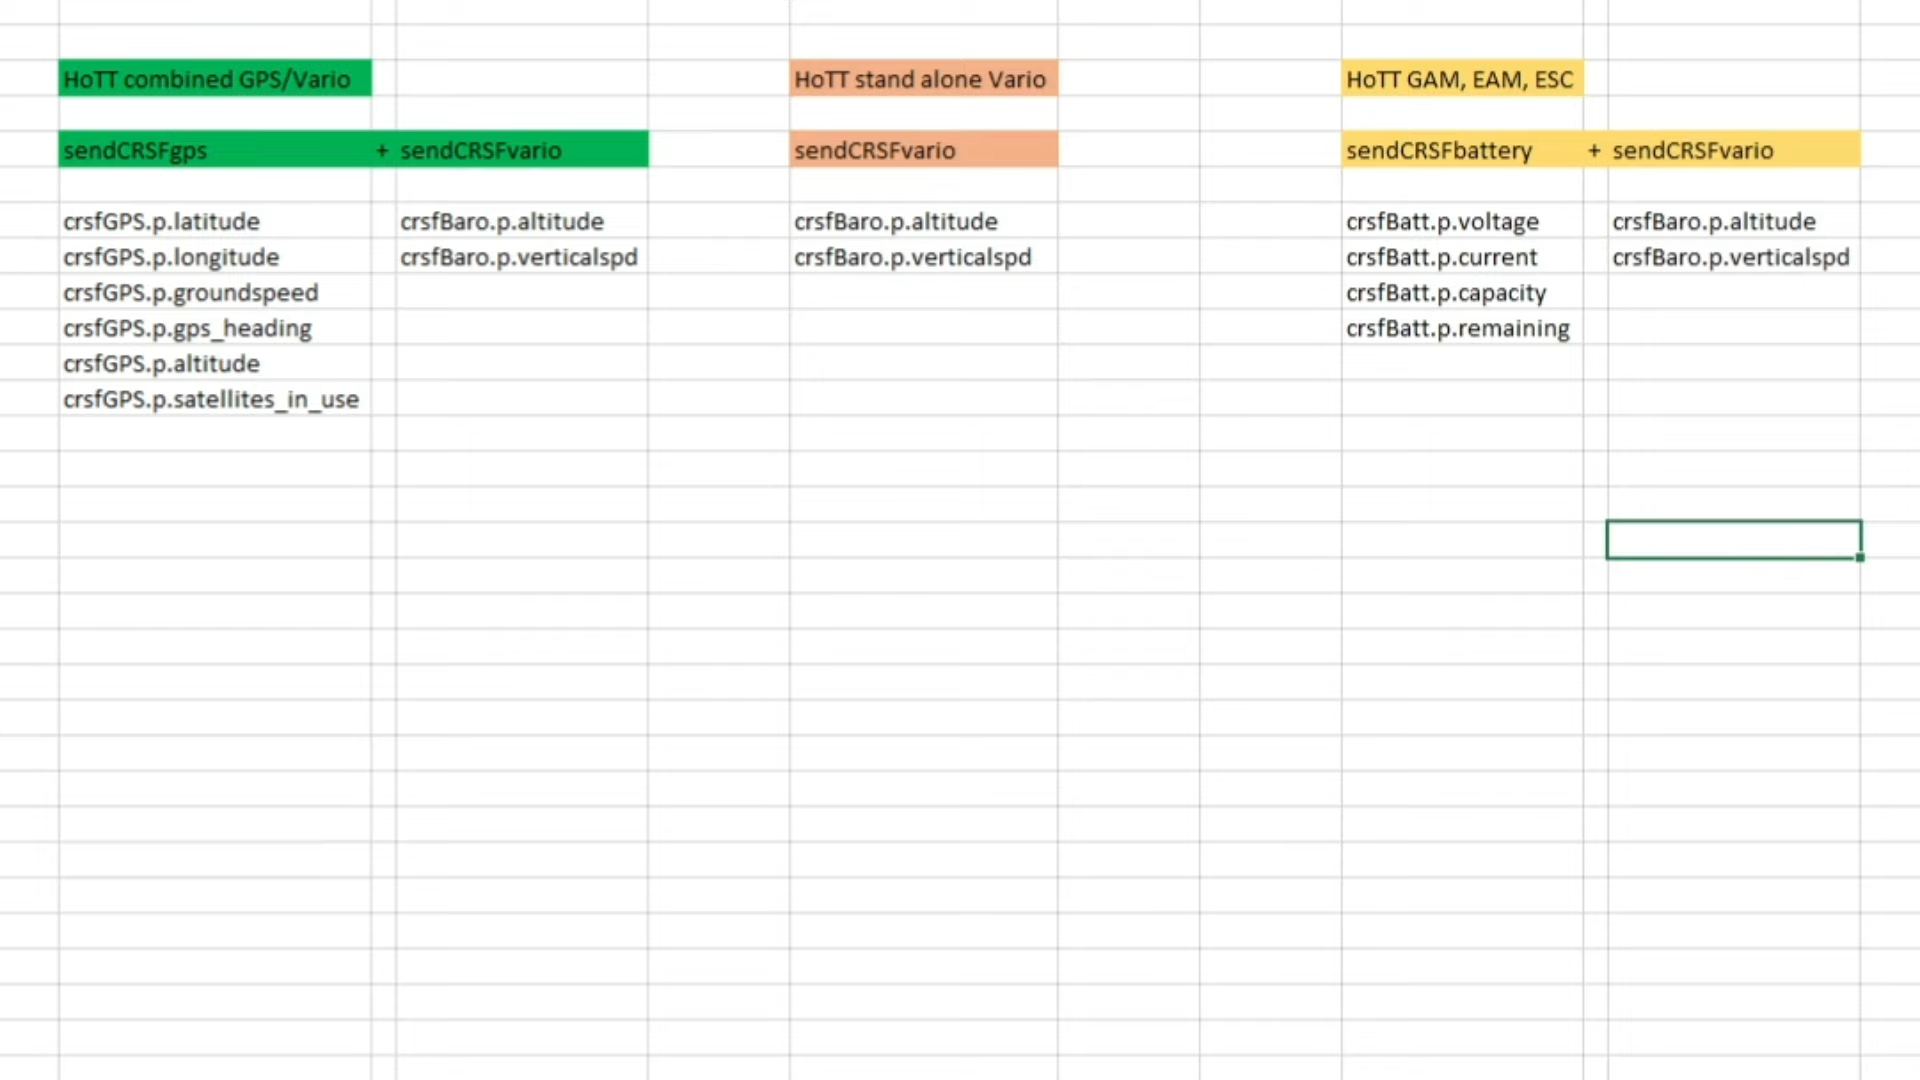 HoTT combined GPS/Vario
HoTT stand alone Vario
HoTT GAM, EAM, ESC
sendCRSFgps + sendCRSFvario
sendCRSFvario
sendCRSFbattery + sendCRSFvario
crsfGPS.p.latitude
crsfGPS.p.longitude
crsfGPS.p.groundspeed
crsfGPS.p.gps_heading
crsfGPS.p.altitude
crsfGPS.p.satellites_in_use
crsfBaro.p.altitude
crsfBaro.p.verticalspd
crsfBaro.p.altitude
crsfBaro.p.verticalspd
crsfBatt.p.voltage
crsfBatt.p.current
crsfBatt.p.capacity
crsfBatt.p.remaining
crsfBaro.p.altitude
crsfBaro.p.verticalspd